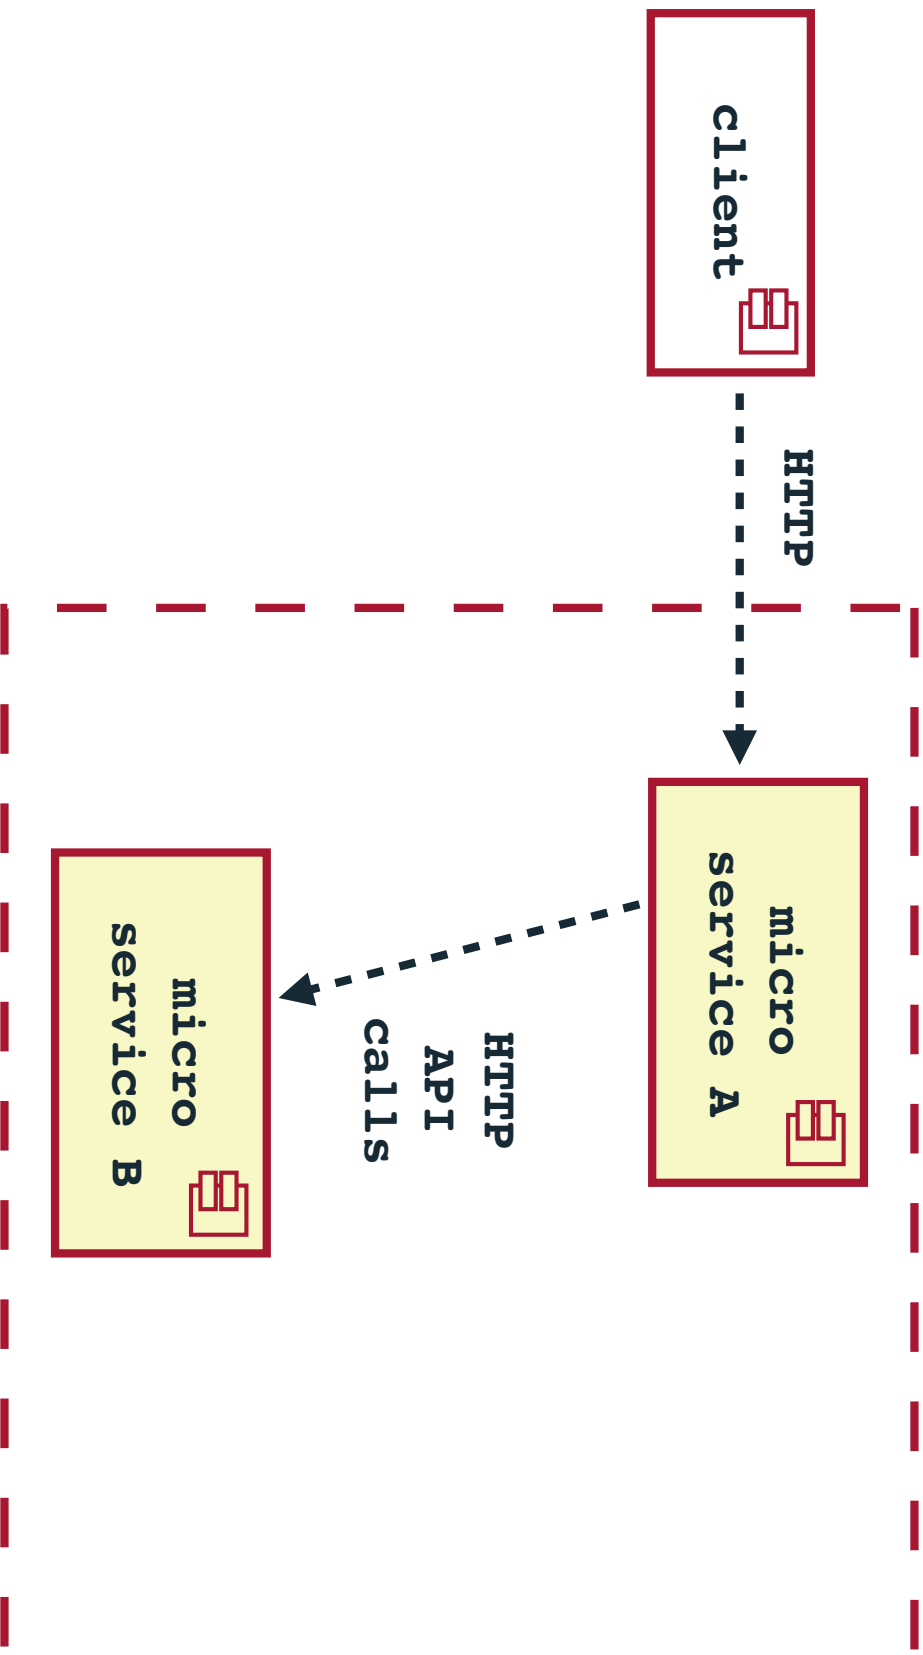 client
HTTP
micro
service A
HTTP
API
calls
micro
service B